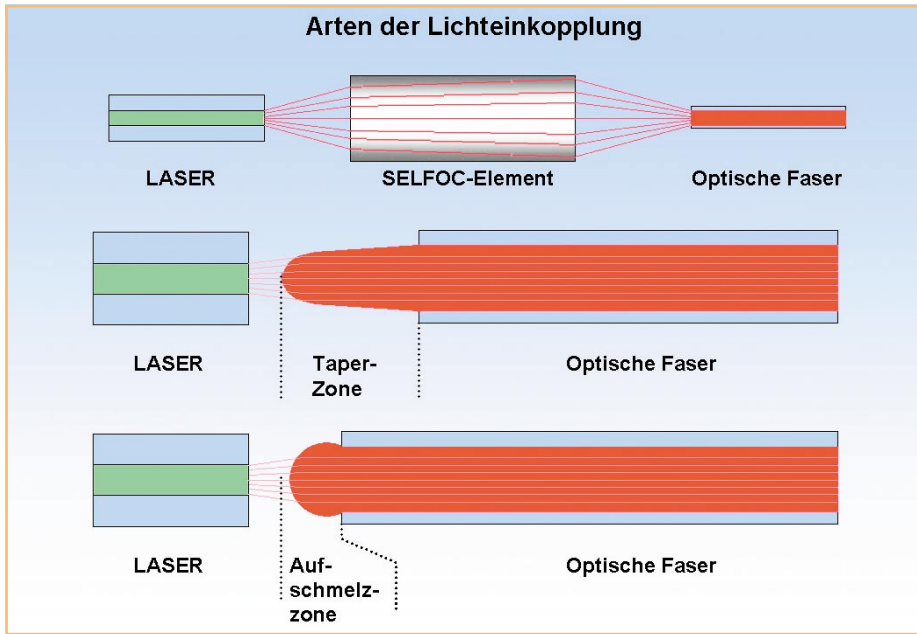 Arten der Lichteinkopplung
LASER
SELFOC-Element
Optische Faser
LASER
Taper-
Zone
Optische Faser
LASER
Auf-
schmelz-
zone
Optische Faser